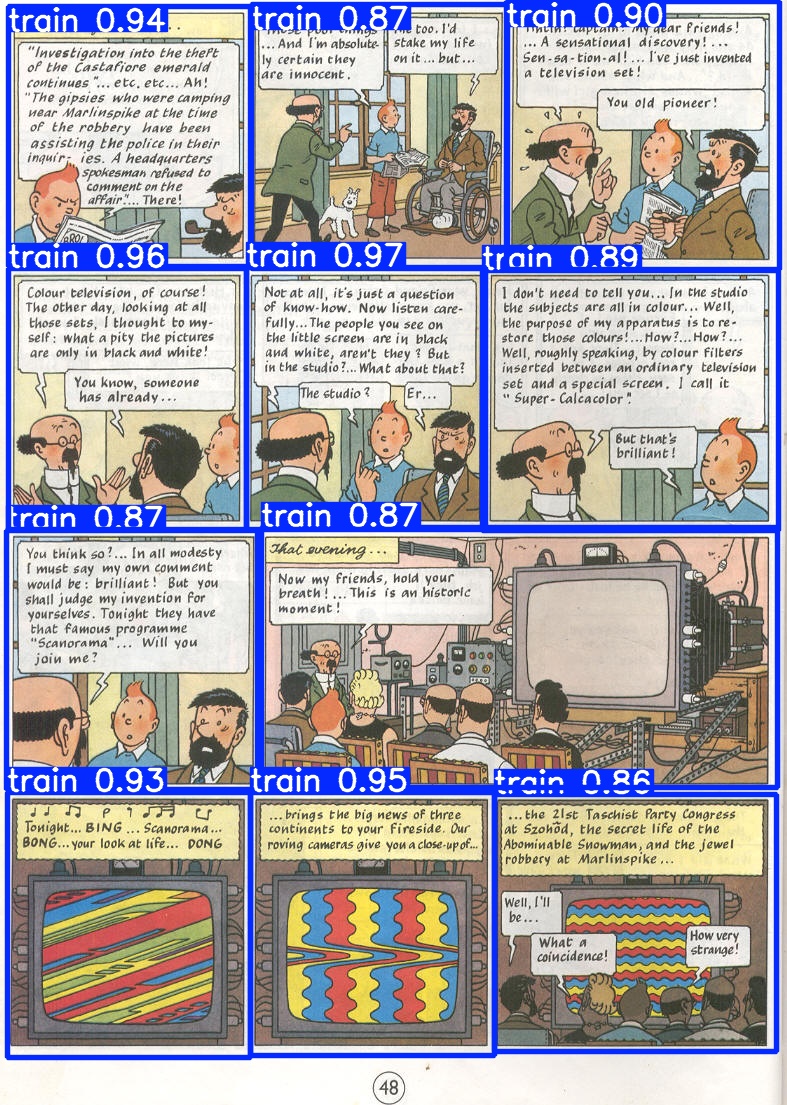 train 0.94
"Investigation into the theft
of the Castafiore emerald
continues"... etc, etc... Ah!
"The gipsies who were camping
near Marlinspike at the time
of the robbery have been
assisting the police in their
inquiries. A headquarters
spokesman refused to
comment on the
affair"... There!
train 0.87
... And I'm absolute-
ly certain they
are innocent.
Me too. I'd
stake my life
on it... but...
train 0.90
Tintin! Captain! My dear friends!
... A sensational discovery! ...
Sen-sa-tion-al! ... I've just invented
a television set!
You old pioneer!
train 0.96
Colour television, of course!
The other day, looking at all
those sets, I thought to my-
self: what a pity the pictures
are only in black and white!
You know, someone
has already...
train 0.97
Not at all, it's just a question
of know-how. Now listen care-
fully... The people you see on
the little screen are in black
and white, aren't they? But
in the studio?... What about that?
The studio?
Er...
train 0.89
I don't need to tell you... In the studio
the subjects are all in colour... Well,
the purpose of my apparatus is to re-
store those colours!... How?... How?...
Well, roughly speaking, by colour filters
inserted between an ordinary television
set and a special screen. I call it
"Super-Calcacolor".
But that's
brilliant!
train 0.87
You think so?... In all modesty
I must say my own comment
would be: brilliant! But you
shall judge my invention for
yourselves. Tonight they have
that famous programme
"Scanorama"... Will you
join me?
train 0.87
That evening...
Now my friends, hold your
breath! ... This is an historic
moment!
train 0.93
Tonight... BING ... Scanorama...
BONG... your look at life... DONG
train 0.95
...brings the big news of three
continents to your fireside. Our
roving cameras give you a close-up of...
train 0.86
...the 21st Taschist Party Congress
at Szohôd, the secret life of the
Abominable Snowman, and the jewel
robbery at Marlinspike...
Well, I'll
be...
What a
coincidence!
How very
strange!
48